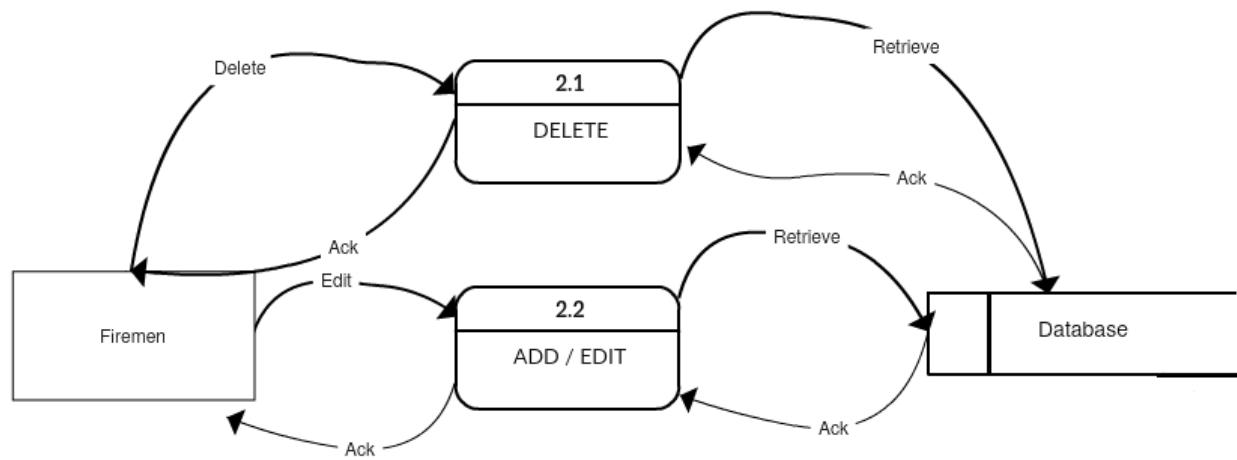 Retrieve
Delete
2.1
DELETE
Ack
Ack
Retrieve
Edit
2.2
Firemen
Database
ADD / EDIT
Ack
Ack